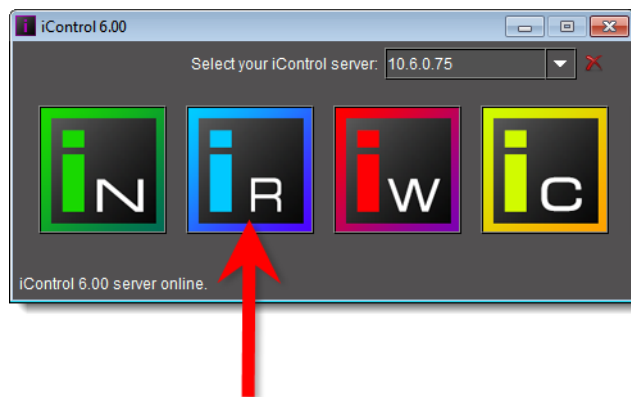 iControl 6.00
Select your iControl server: 10.6.0.75
iN iR iW iC
iControl 6.00 server online.